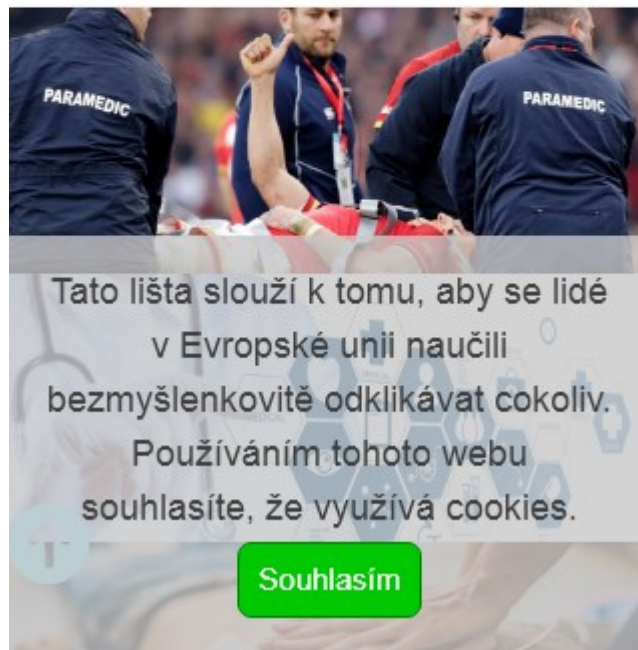 PARAMEDIC
PARAMEDIC
Tato lišta slouží k tomu, aby se lidé
v Evropské unii naučili
bezmyšlenkovitě odklikávat cokoliv.
Používáním tohoto webu
souhlasíte, že využívá cookies.
Souhlasím